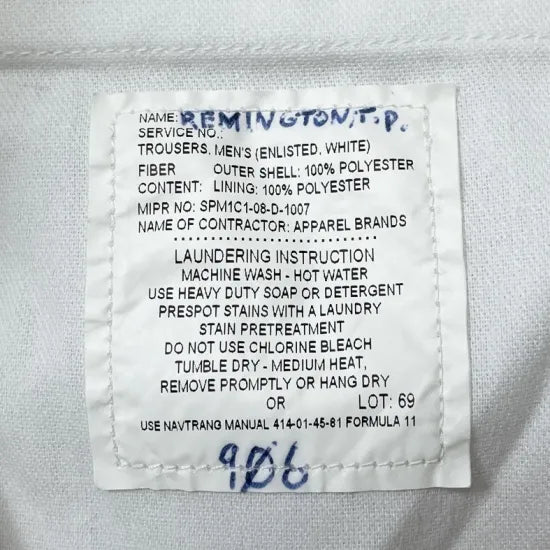 NAME: REMINGTON, T.P.
SERVICE NO.:
TROUSERS, MEN'S (ENLISTED, WHITE)
FIBER OUTER SHELL: 100% POLYESTER
CONTENT: LINING: 100% POLYESTER
MIPR NO: SPM1C1-08-D-1007
NAME OF CONTRACTOR: APPAREL BRANDS
LAUNDERING INSTRUCTION
MACHINE WASH - HOT WATER
USE HEAVY DUTY SOAP OR DETERGENT
PRESPOT STAINS WITH A LAUNDRY
STAIN PRETREATMENT
DO NOT USE CHLORINE BLEACH
TUMBLE DRY - MEDIUM HEAT,
REMOVE PROMPTLY OR HANG DRY
OR LOT: 69
USE NAVTRANG MANUAL 414-01-45-81 FORMULA 11
9Ø6